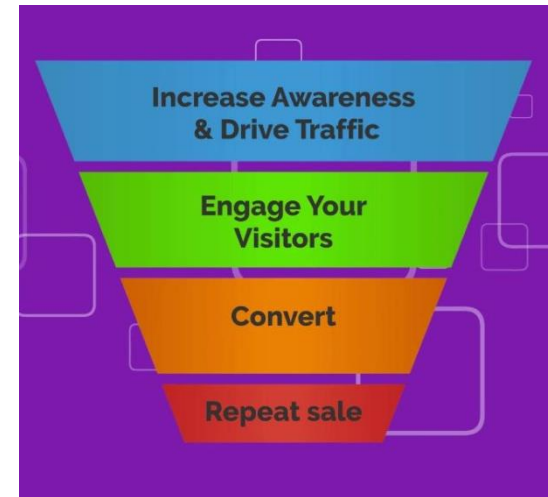 Increase Awareness
& Drive Traffic
Engage Your
Visitors
Convert
Repeat sale